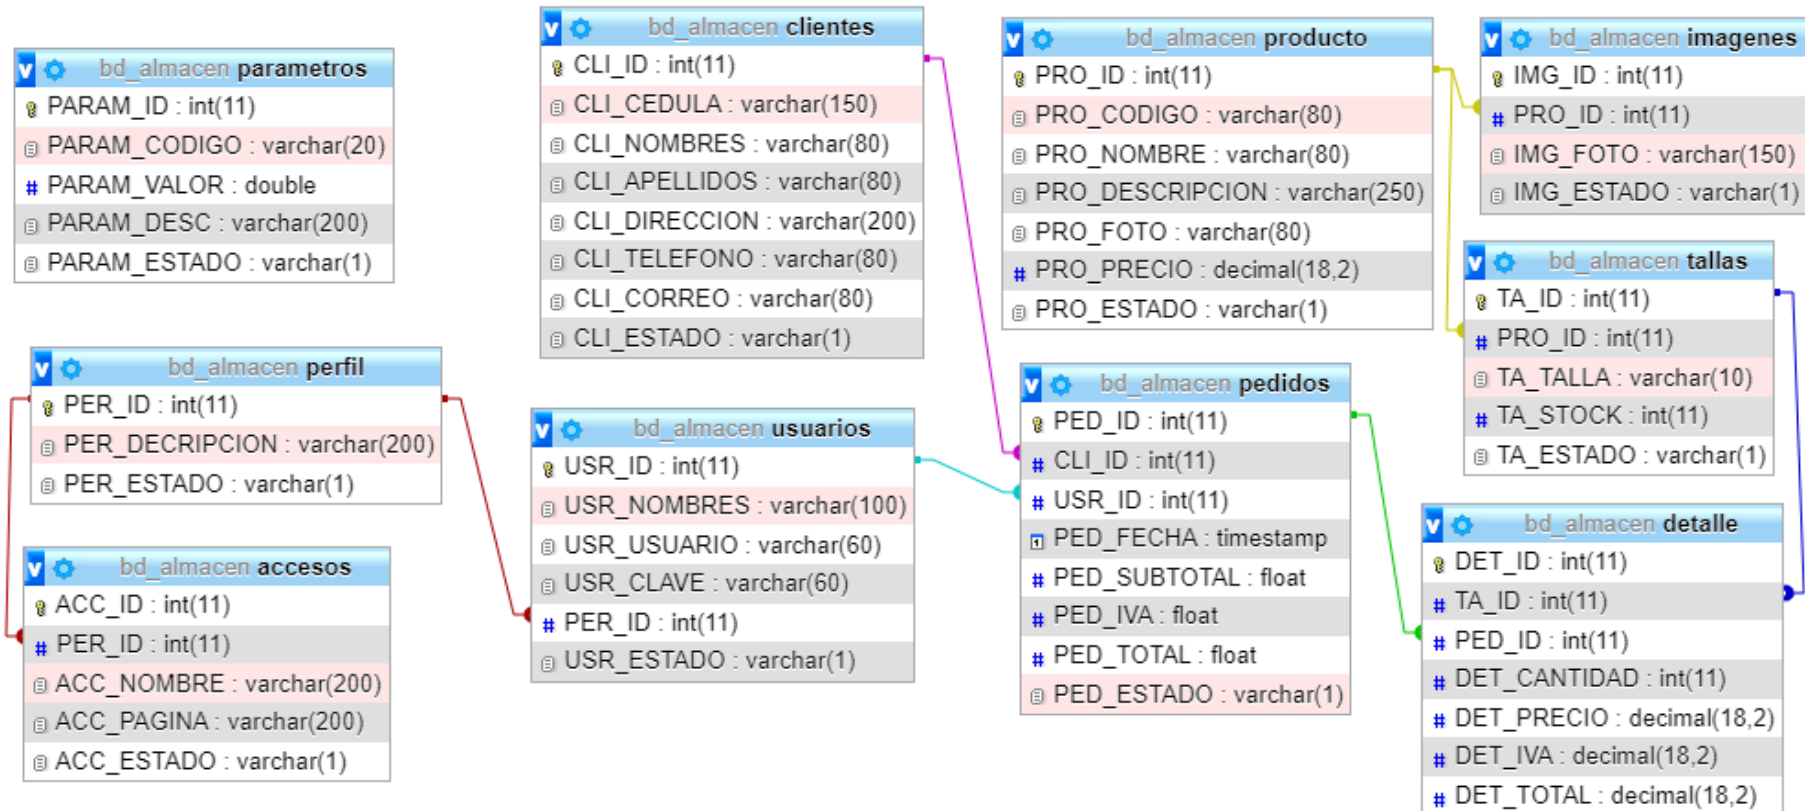 bd_almacen parametros
PARAM_ID : int(11)
PARAM_CODIGO : varchar(20)
PARAM_VALOR : double
PARAM_DESC : varchar(200)
PARAM_ESTADO : varchar(1)
bd_almacen clientes
CLI_ID : int(11)
CLI_CEDULA : varchar(150)
CLI_NOMBRES : varchar(80)
CLI_APELLIDOS : varchar(80)
CLI_DIRECCION : varchar(200)
CLI_TELEFONO : varchar(80)
CLI_CORREO : varchar(80)
CLI_ESTADO : varchar(1)
bd_almacen producto
PRO_ID : int(11)
PRO_CODIGO : varchar(80)
PRO_NOMBRE : varchar(80)
PRO_DESCRIPCION : varchar(250)
PRO_FOTO : varchar(80)
# PRO_PRECIO : decimal(18,2)
PRO_ESTADO : varchar(1)
bd_almacen imagenes
IMG_ID : int(11)
# PRO_ID : int(11)
IMG_FOTO : varchar(150)
IMG_ESTADO : varchar(1)
bd_almacen tallas
TA_ID : int(11)
# PRO_ID : int(11)
TA_TALLA : varchar(10)
# TA_STOCK : int(11)
TA_ESTADO : varchar(1)
bd_almacen perfil
PER_ID : int(11)
PER_DECRIPCION : varchar(200)
PER_ESTADO : varchar(1)
bd_almacen accesos
ACC_ID : int(11)
# PER_ID : int(11)
ACC_NOMBRE : varchar(200)
ACC_PAGINA : varchar(200)
ACC_ESTADO : varchar(1)
bd_almacen usuarios
USR_ID : int(11)
USR_NOMBRES : varchar(100)
USR_USUARIO : varchar(60)
USR_CLAVE : varchar(60)
# PER_ID : int(11)
USR_ESTADO : varchar(1)
bd_almacen pedidos
PED_ID : int(11)
# CLI_ID : int(11)
# USR_ID : int(11)
PED_FECHA : timestamp
# PED_SUBTOTAL : float
# PED_IVA : float
# PED_TOTAL : float
PED_ESTADO : varchar(1)
bd_almacen detalle
DET_ID : int(11)
# TA_ID : int(11)
# PED_ID : int(11)
# DET_CANTIDAD : int(11)
# DET_PRECIO : decimal(18,2)
# DET_IVA : decimal(18,2)
# DET_TOTAL : decimal(18,2)